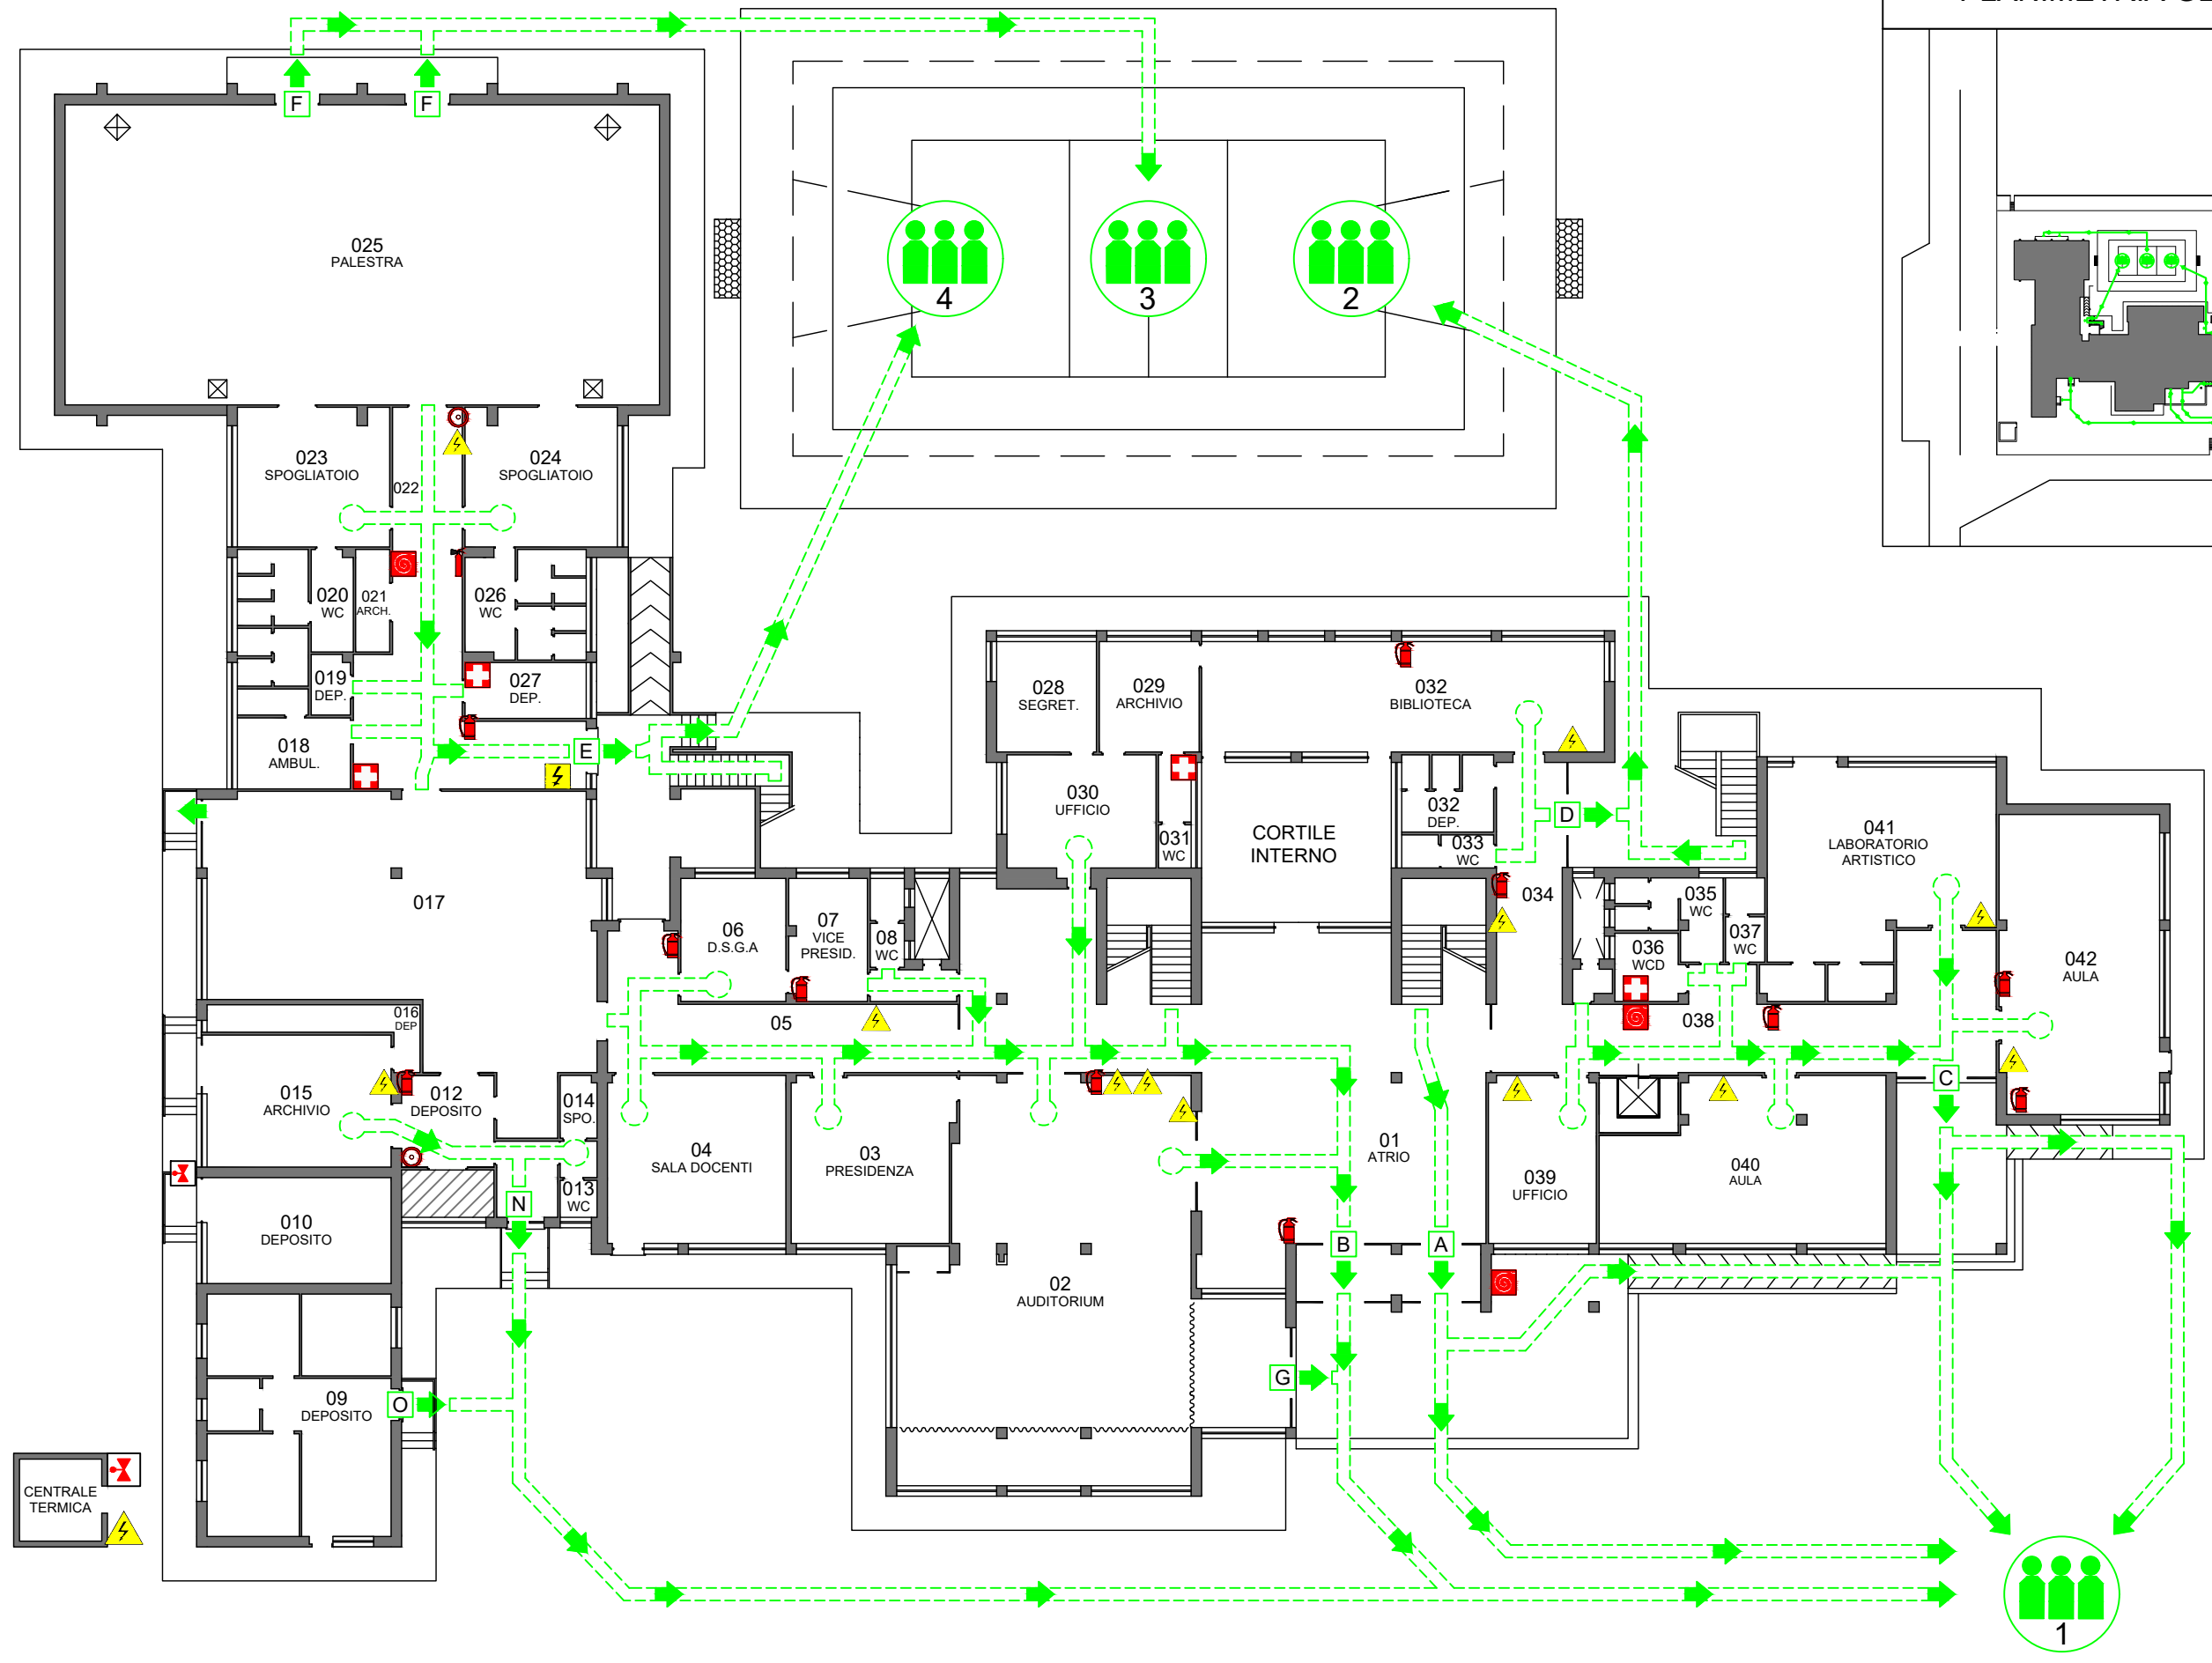 F
F
025
PALESTRA
4
3
2
023
SPOGLIATOIO
022
024
SPOGLIATOIO
020
WC
021
ARCH.
026
WC
019
DEP.
027
DEP.
018
AMBUL.
E
028
SEGRET.
029
ARCHIVIO
032
BIBLIOTECA
030
UFFICIO
031
WC
CORTILE
INTERNO
032
DEP.
033
WC
D
034
041
LABORATORIO
ARTISTICO
017
06
D.S.G.A
07
VICE
PRESID.
08
WC
035
WC
036
WCD
037
WC
042
AULA
016
DEP
05
038
015
ARCHIVIO
012
DEPOSITO
014
SPO.
C
04
SALA DOCENTI
03
PRESIDENZA
01
ATRIO
039
UFFICIO
040
AULA
013
WC
N
010
DEPOSITO
B
A
02
AUDITORIUM
G
09
DEPOSITO
O
CENTRALE
TERMICA
1